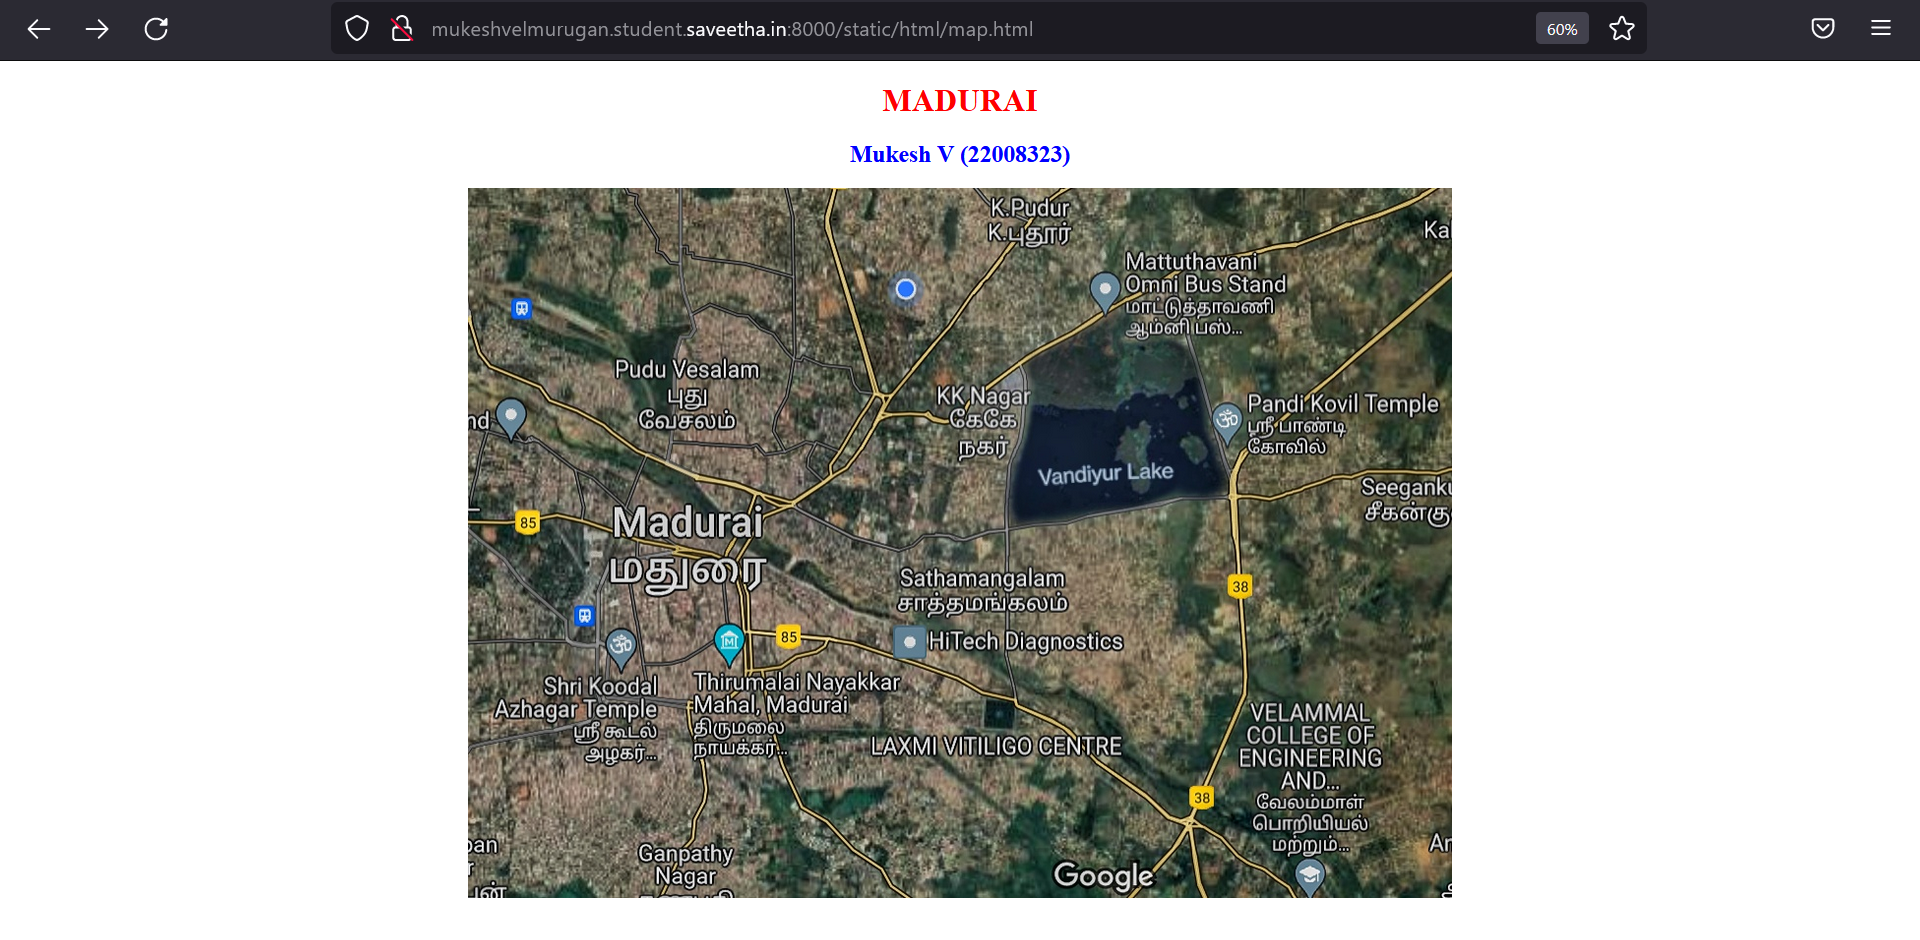 mukeshvelmurugan.student.saveetha.in:8000/static/html/map.html
60%
MADURAI
Mukesh V (22008323)
K.Pudur
K.புதூர்
Kal
Mattuthavani
Omni Bus Stand
மாட்டுத்தாவணி
ஆம்னி பஸ்...
Pudu Vesalam
புது
வேசலம்
KK Nagar
கேகே
நகர்
nd
Pandi Kovil Temple
ஸ்ரீ பாண்டி
கோவில்
Vandiyur Lake
Seeganku
சீகன்கு
85
Madurai
மதுரை
Sathamangalam
சாத்தமங்கலம்
38
85
HiTech Diagnostics
Shri Koodal
Azhagar Temple
ஸ்ரீ கூடல்
அழகர்...
Thirumalai Nayakkar
Mahal, Madurai
திருமலை
நாயக்கர்...
LAXMI VITILIGO CENTRE
VELAMMAL
COLLEGE OF
ENGINEERING
AND...
வேலம்மாள்
பொறியியல்
மற்றும்...
38
Ganpathy
Nagar
Google